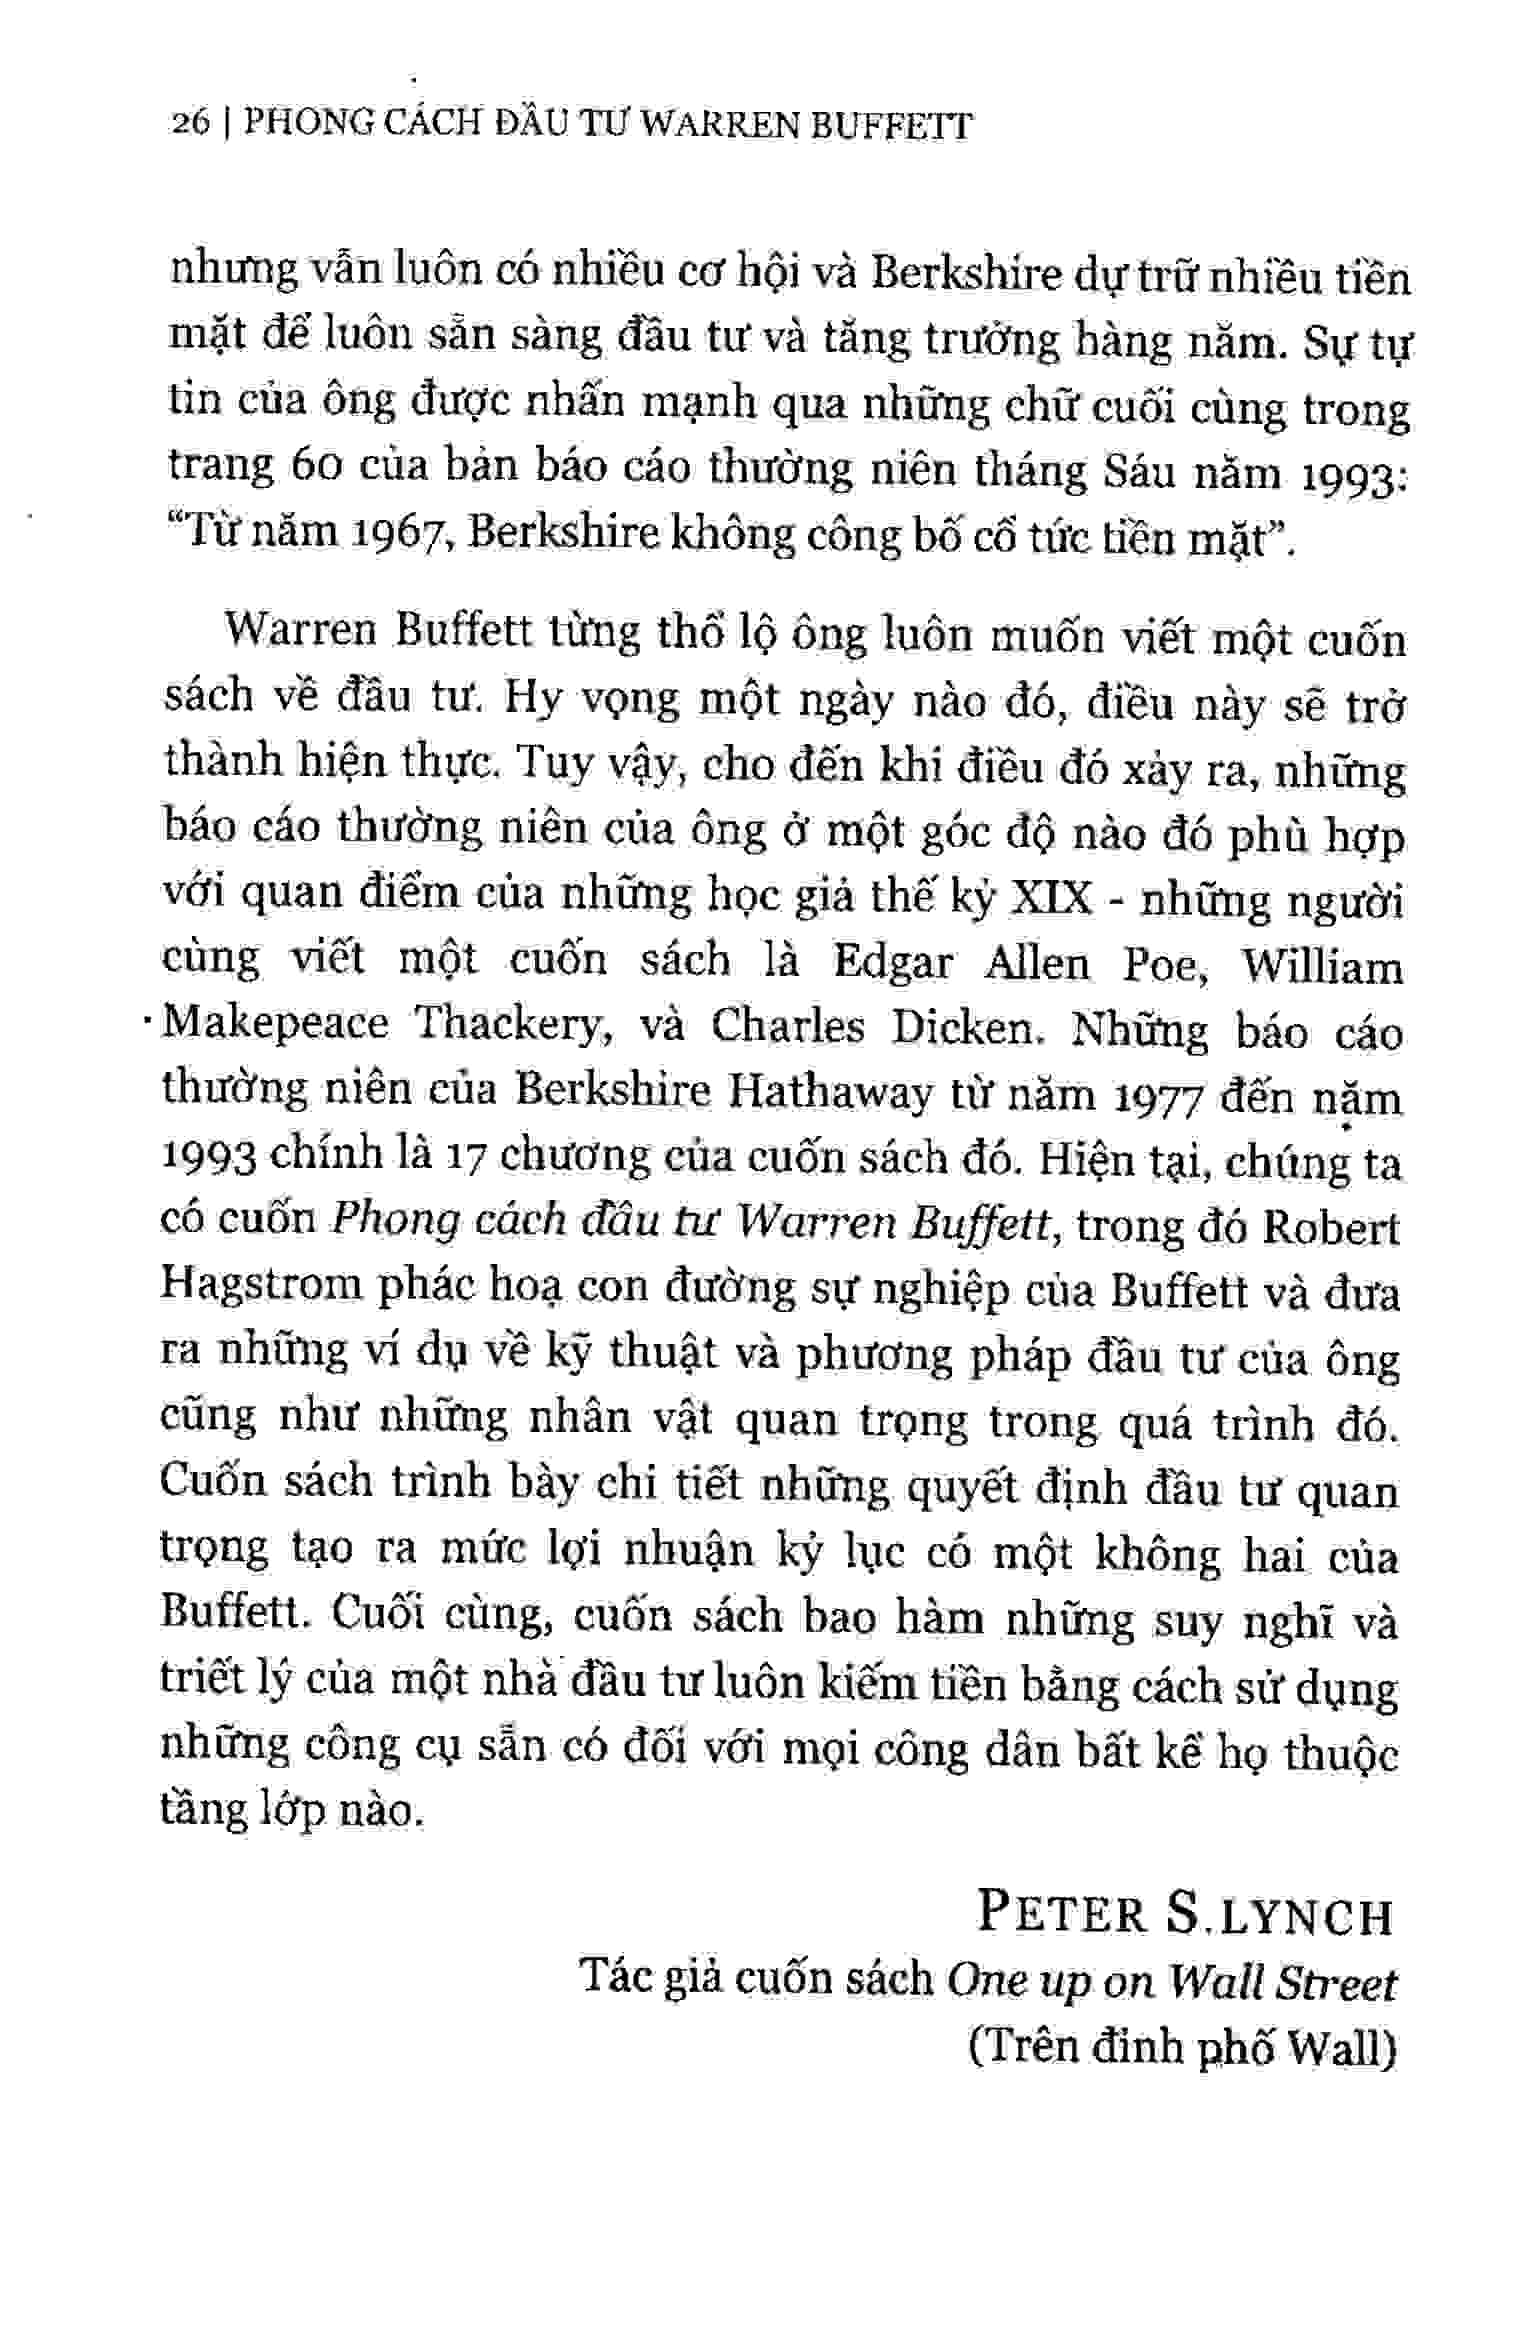 26 | PHONG CÁCH ĐẦU TƯ WARREN BUFFETT
nhưng vẫn luôn có nhiều cơ hội và Berkshire dự trữ nhiều tiền
mặt để luôn sẵn sàng đầu tư và tăng trưởng hàng năm. Sự tự
tin của ông được nhấn mạnh qua những chữ cuối cùng trong
trang 60 của bản báo cáo thường niên tháng Sáu năm 1993:
“Từ năm 1967, Berkshire không công bố cổ tức tiền mặt”.
Warren Buffett từng thổ lộ ông luôn muốn viết một cuốn
sách về đầu tư. Hy vọng một ngày nào đó, điều này sẽ trở
thành hiện thực. Tuy vậy, cho đến khi điều đó xảy ra, những
báo cáo thường niên của ông ở một góc độ nào đó phù hợp
với quan điểm của những học giả thế kỷ XIX - những người
cùng viết một cuốn sách là Edgar Allen Poe, William
Makepeace Thackery, và Charles Dicken. Những báo cáo
thường niên của Berkshire Hathaway từ năm 1977 đến năm
1993 chính là 17 chương của cuốn sách đó. Hiện tại, chúng ta
có cuốn Phong cách đầu tư Warren Buffett, trong đó Robert
Hagstrom phác hoạ con đường sự nghiệp của Buffett và đưa
ra những ví dụ về kỹ thuật và phương pháp đầu tư của ông
cũng như những nhân vật quan trọng trong quá trình đó.
Cuốn sách trình bày chi tiết những quyết định đầu tư quan
trọng tạo ra mức lợi nhuận kỷ lục có một không hai của
Buffett. Cuối cùng, cuốn sách bao hàm những suy nghĩ và
triết lý của một nhà đầu tư luôn kiếm tiền bằng cách sử dụng
những công cụ sẵn có đối với mọi công dân bất kể họ thuộc
tầng lớp nào.
PETER S.LYNCH
Tác giả cuốn sách One up on Wall Street
(Trên đỉnh phố Wall)